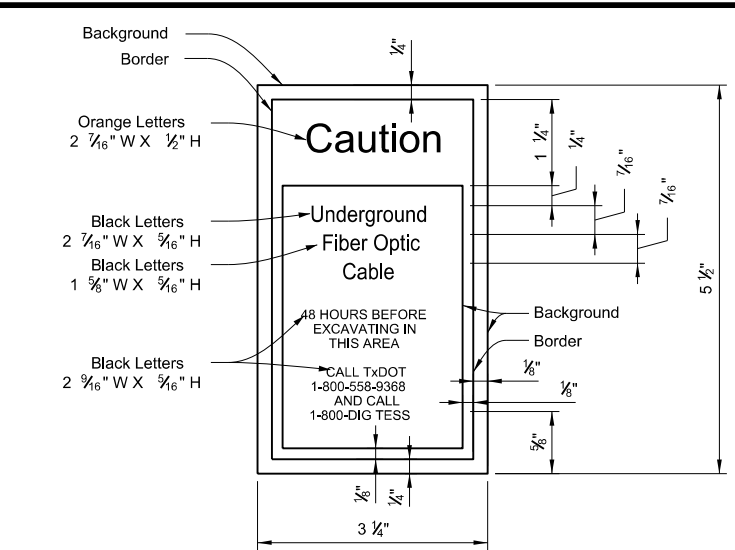 Background
Border
Orange Letters
2 7/16" W X 1/2" H
Black Letters
2 7/16" W X 5/16" H
Black Letters
1 5/8" W X 5/16" H
Black Letters
2 9/16" W X 5/16" H
Caution
Underground
Fiber Optic
Cable
48 HOURS BEFORE
EXCAVATING IN
THIS AREA
CALL TxDOT
1-800-558-9368
AND CALL
1-800-DIG TESS
1/4"
1 1/4"
1/4"
7/16"
7/16"
5 1/2"
Background
Border
1/8"
1/8"
5/8"
1/8"
1/4"
3 1/4"